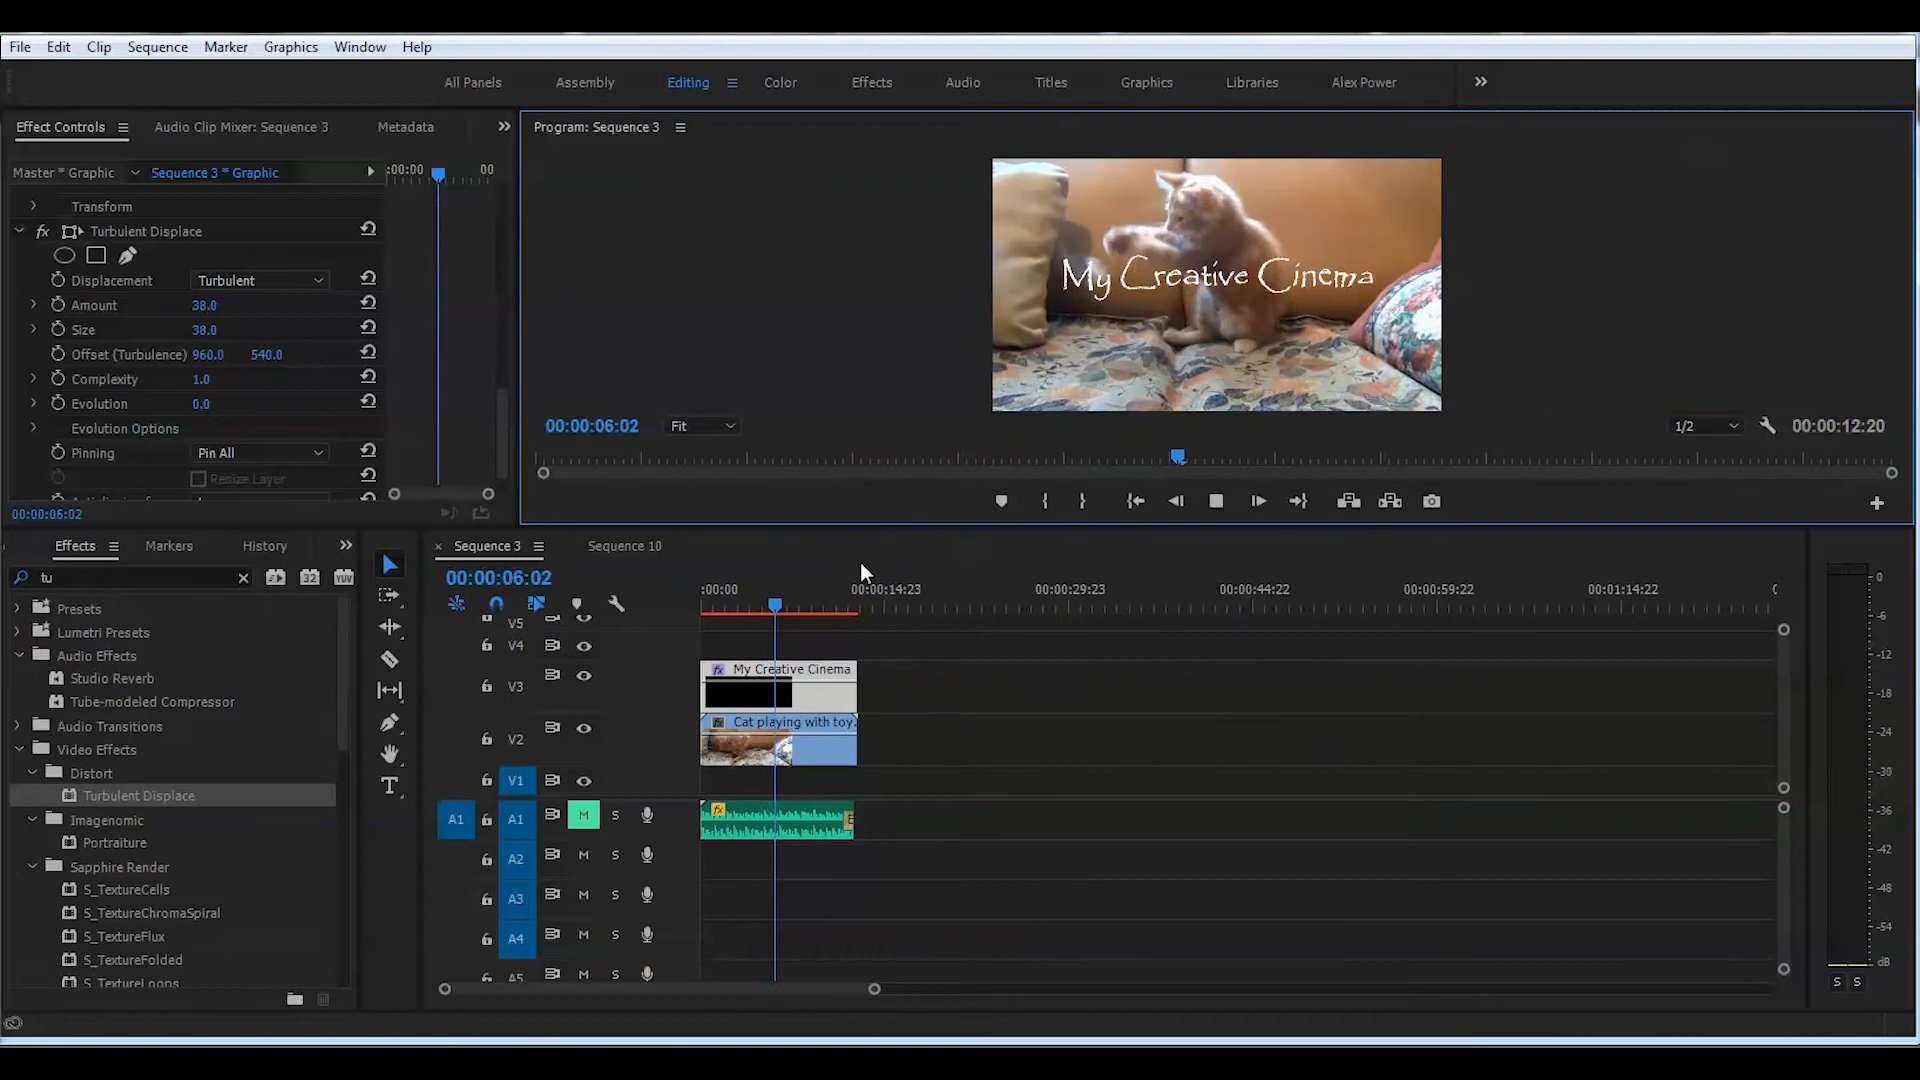 File Edit Clip Sequence Marker Graphics Window Help
All Panels Assembly Editing Color Effects Audio Titles Graphics Libraries Alex Power
Effect Controls Audio Clip Mixer: Sequence 3 Metadata
Master * Graphic Sequence 3 * Graphic :00:00 00
Transform
fx Turbulent Displace
Displacement Turbulent
Amount 38.0
Size 38.0
Offset (Turbulence) 960.0 540.0
Complexity 1.0
Evolution 0.0
Evolution Options
Pinning Pin All
Resize Layer
00:00:06:02
Program: Sequence 3
My Creative Cinema
00:00:06:02 Fit 1/2 00:00:12:20
Effects Markers History
tu 32 YUV
Presets
Lumetri Presets
Audio Effects
Studio Reverb
Tube-modeled Compressor
Audio Transitions
Video Effects
Distort
Turbulent Displace
Imagenomic
Portraiture
Sapphire Render
S_TextureCells
S_TextureChromaSpiral
S_TextureFlux
S_TextureFolded
S_TextureLoops
T
Sequence 3 Sequence 10
00:00:06:02
:00:00 00:00:14:23 00:00:29:23 00:00:44:22 00:00:59:22 00:01:14:22
V5
V4
V3 fx My Creative Cinema
V2 fx Cat playing with toy.
V1
A1 A1 M S fx
A2 M S
A3 M S
A4 M S
A5 M S
0
-6
-12
-18
-24
-30
-36
-42
-48
-54
dB
S S